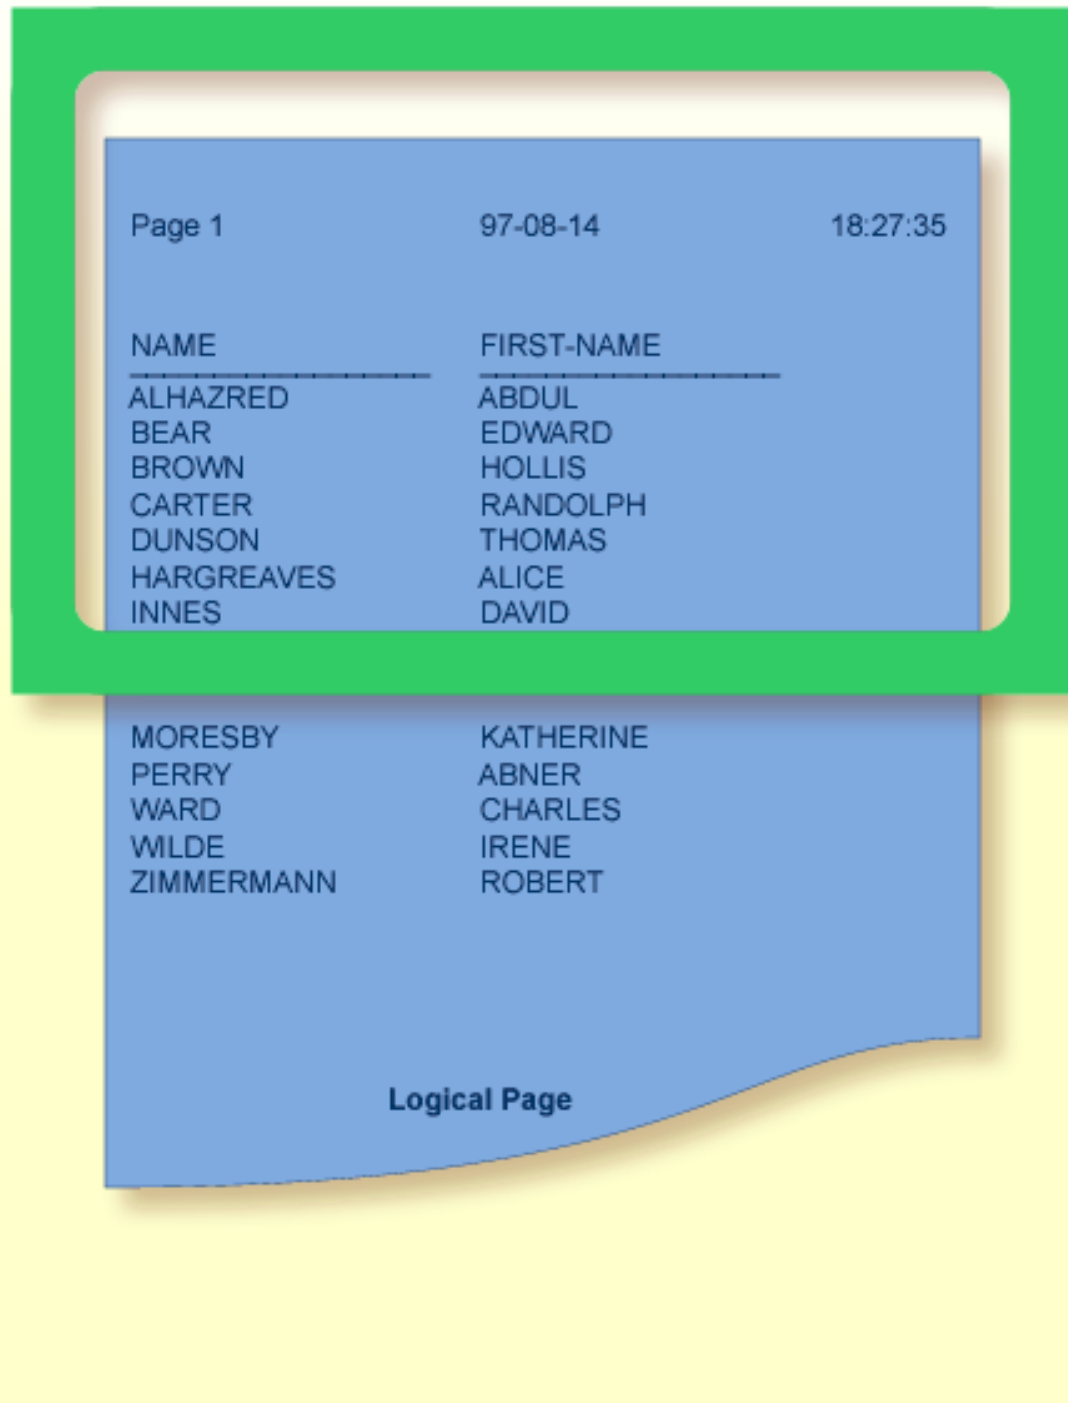 Page 1 97-08-14 18:27:35
NAME FIRST-NAME
ALHAZRED ABDUL
BEAR EDWARD
BROWN HOLLIS
CARTER RANDOLPH
DUNSON THOMAS
HARGREAVES ALICE
INNES DAVID
MORESBY KATHERINE
PERRY ABNER
WARD CHARLES
WILDE IRENE
ZIMMERMANN ROBERT
Logical Page